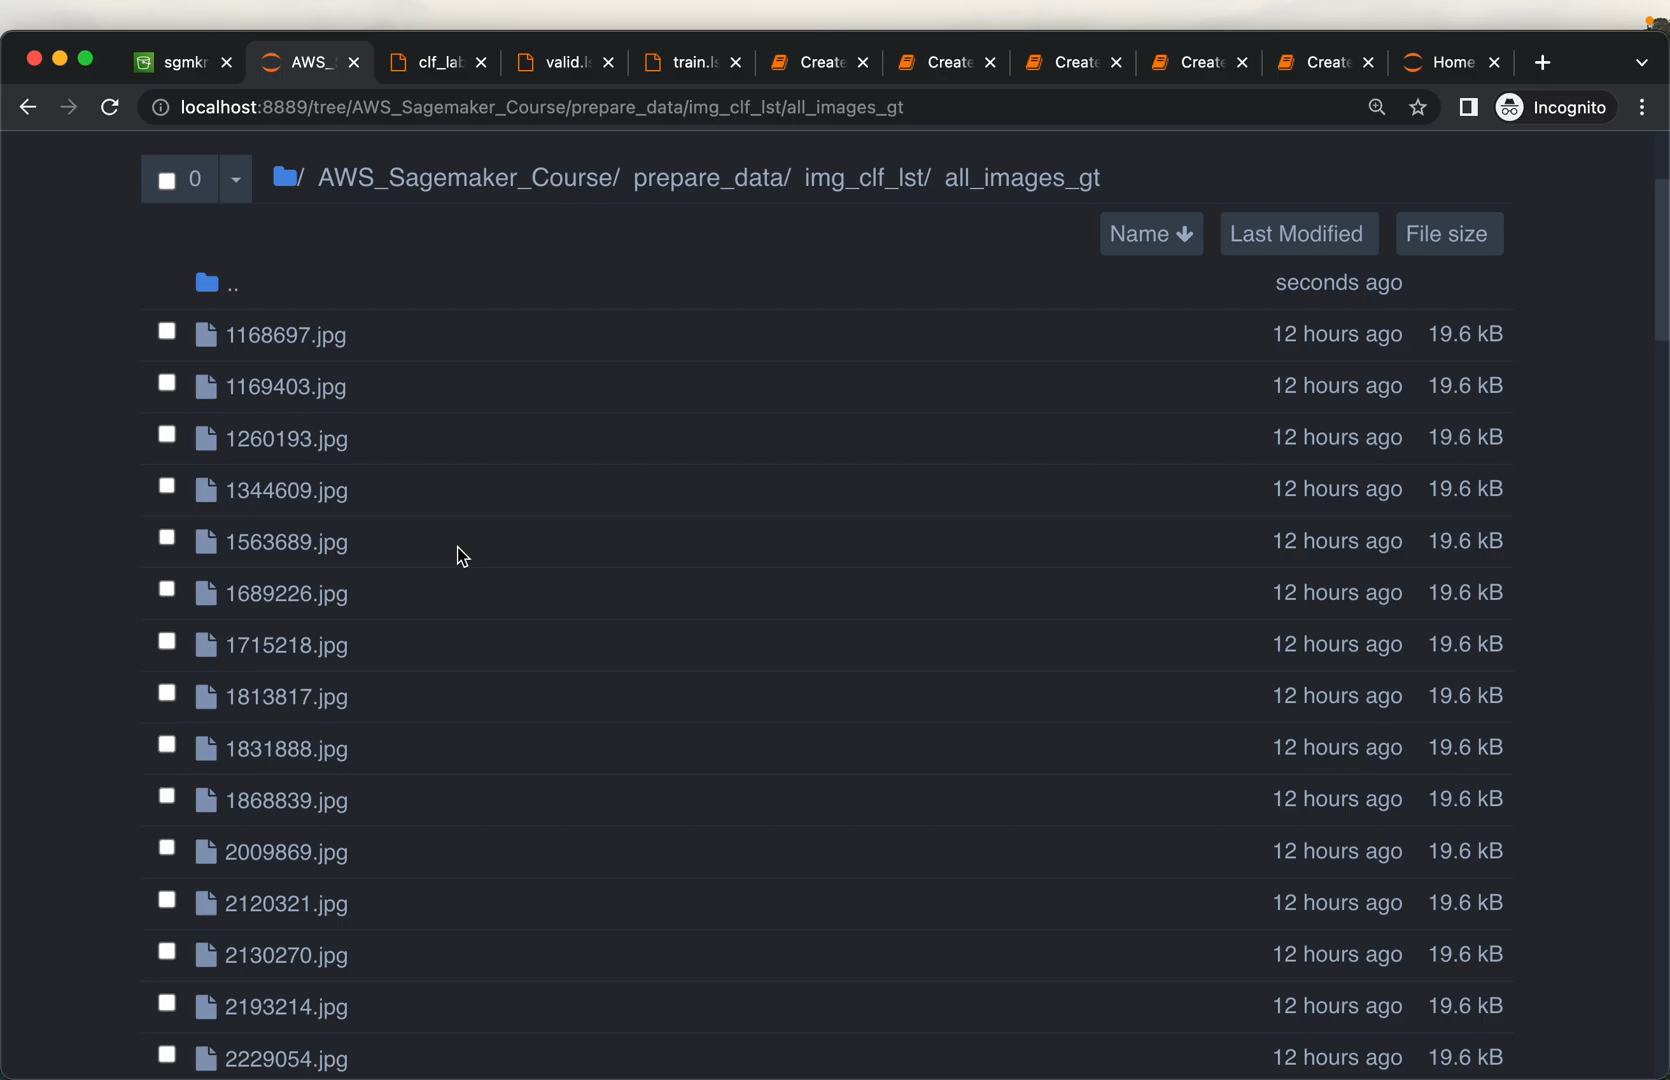 sgmkr AWS_S clf_lab valid.ls train.ls Create Create Create Create Create Home
localhost:8889/tree/AWS_Sagemaker_Course/prepare_data/img_clf_lst/all_images_gt Incognito
0 / AWS_Sagemaker_Course/ prepare_data/ img_clf_lst/ all_images_gt
Name Last Modified File size
.. seconds ago
1168697.jpg 12 hours ago 19.6 kB
1169403.jpg 12 hours ago 19.6 kB
1260193.jpg 12 hours ago 19.6 kB
1344609.jpg 12 hours ago 19.6 kB
1563689.jpg 12 hours ago 19.6 kB
1689226.jpg 12 hours ago 19.6 kB
1715218.jpg 12 hours ago 19.6 kB
1813817.jpg 12 hours ago 19.6 kB
1831888.jpg 12 hours ago 19.6 kB
1868839.jpg 12 hours ago 19.6 kB
2009869.jpg 12 hours ago 19.6 kB
2120321.jpg 12 hours ago 19.6 kB
2130270.jpg 12 hours ago 19.6 kB
2193214.jpg 12 hours ago 19.6 kB
2229054.jpg 12 hours ago 19.6 kB